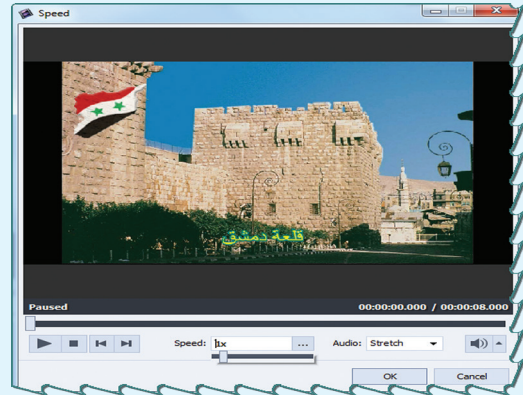 Speed
قلعة دمشق
Paused 00:00:00.000 / 00:00:08.000
Speed: 1x ... Audio: Stretch
OK Cancel